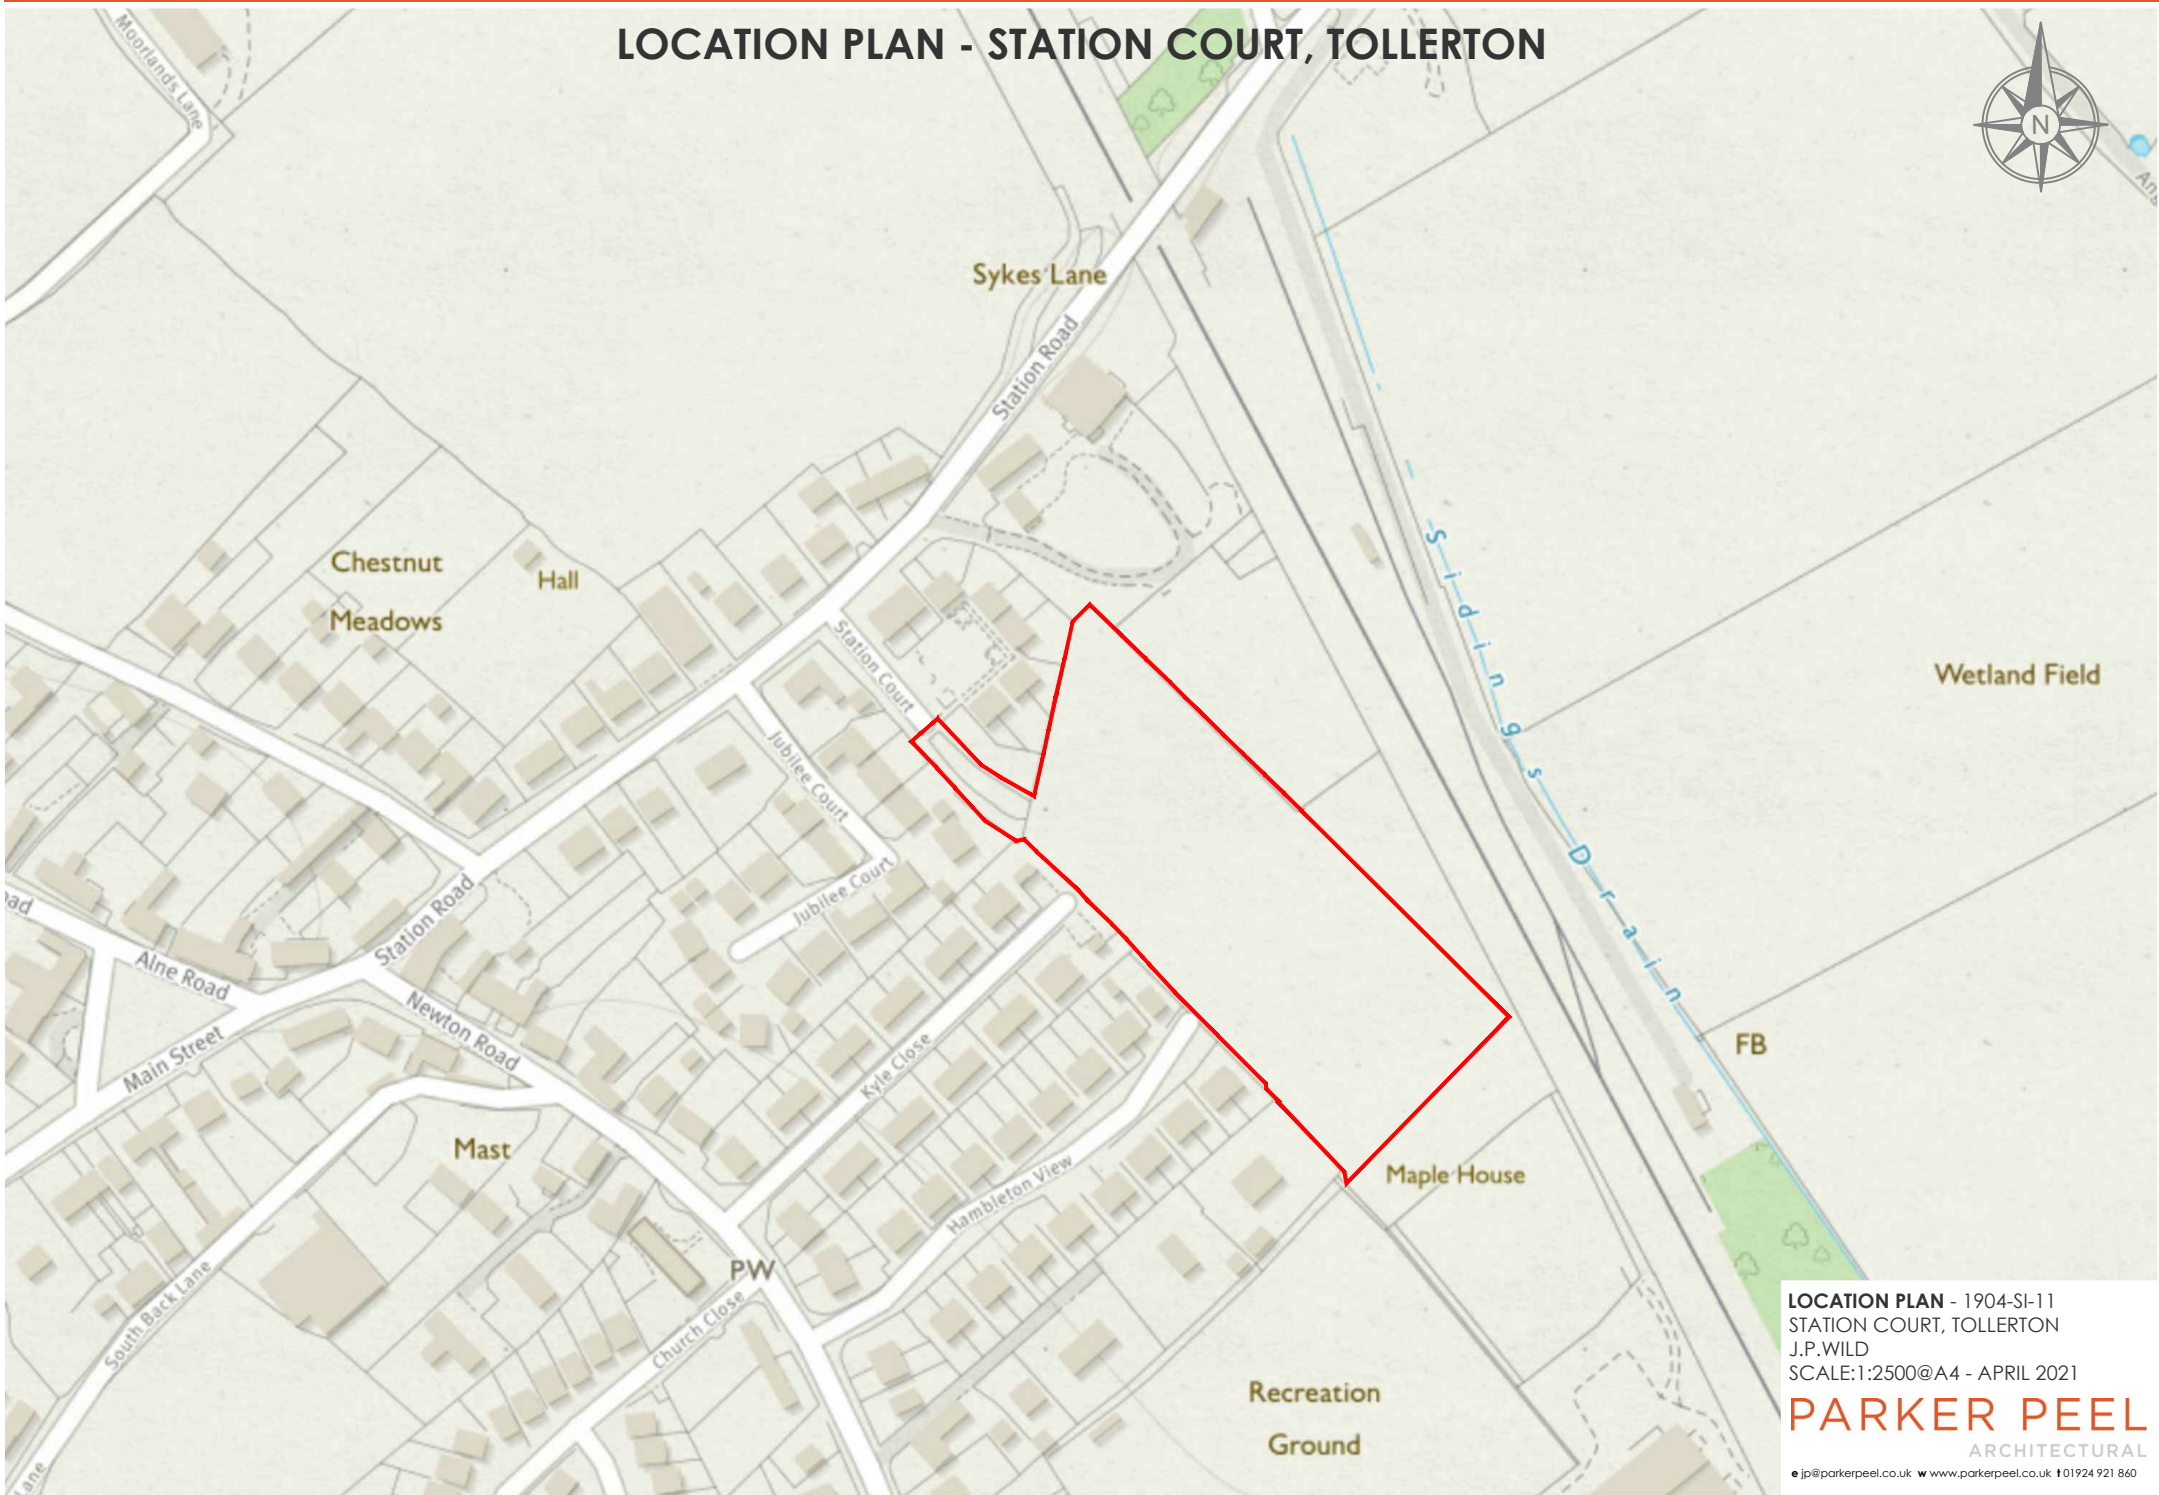 LOCATION PLAN - STATION COURT, TOLLERTON
Moorlands Lane
N
Sykes Lane
Station Road
Chestnut
Meadows
Hall
Station Court
Sidings Drain
Wetland Field
Jubilee Court
Jubilee Court
Station Road
Alne Road
Newton Road
Main Street
Kyle Close
FB
Mast
Hambleton View
Maple House
PW
South Back Lane
Church Close
Recreation
Ground
Lane
LOCATION PLAN - 1904-SI-11
STATION COURT, TOLLERTON
J.P.WILD
SCALE:1:2500@A4 - APRIL 2021
PARKER PEEL
ARCHITECTURAL
e jp@parkerpeel.co.uk w www.parkerpeel.co.uk t 01924 921 860